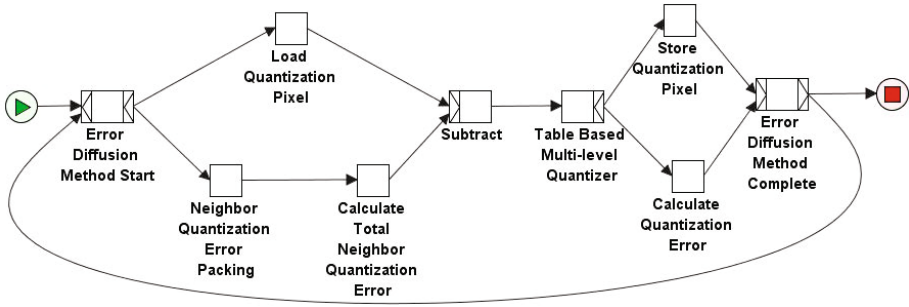 Load
Quantization
Pixel
Store
Quantization
Pixel
Error
Diffusion
Method Start
Subtract
Table Based
Multi-level
Quantizer
Error
Diffusion
Method
Complete
Neighbor
Quantization
Error
Packing
Calculate
Total
Neighbor
Quantization
Error
Calculate
Quantization
Error